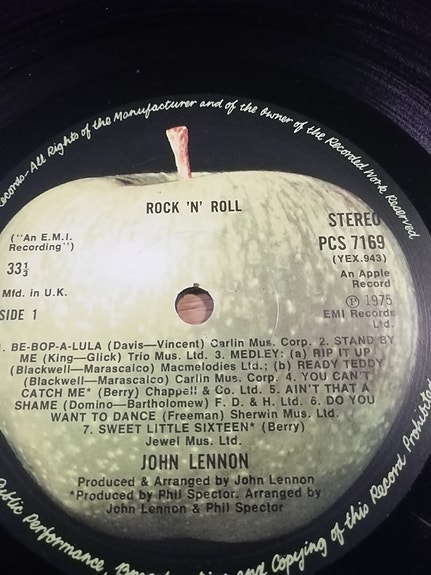 Records-All Rights of the Manufacturer and of the Owner of the Recorded Work Reserved
ROCK 'N' ROLL
("An E.M.I.
Recording")
33⅓
Mfd. in U.K.
SIDE 1
STEREO
PCS 7169
(YEX.943)
An Apple
Record
℗ 1975
EMI Records
Ltd.
. BE-BOP-A-LULA (Davis—Vincent) Carlin Mus. Corp. 2. STAND BY
ME (King—Glick) Trio Mus. Ltd. 3. MEDLEY: (a) RIP IT UP
(Blackwell—Marascalco) Macmelodies Ltd.; (b) READY TEDDY
(Blackwell—Marascalco) Carlin Mus. Corp. 4. YOU CAN'T
CATCH ME* (Berry) Chappell & Co. Ltd. 5. AIN'T THAT A
SHAME (Domino—Bartholomew) F. D. & H. Ltd. 6. DO YOU
WANT TO DANCE (Freeman) Sherwin Mus. Ltd.
7. SWEET LITTLE SIXTEEN* (Berry)
Jewel Mus. Ltd.
JOHN LENNON
Produced & Arranged by John Lennon
*Produced by Phil Spector. Arranged by
John Lennon & Phil Spector
Public Performance, and Copying of this Record Prohibited